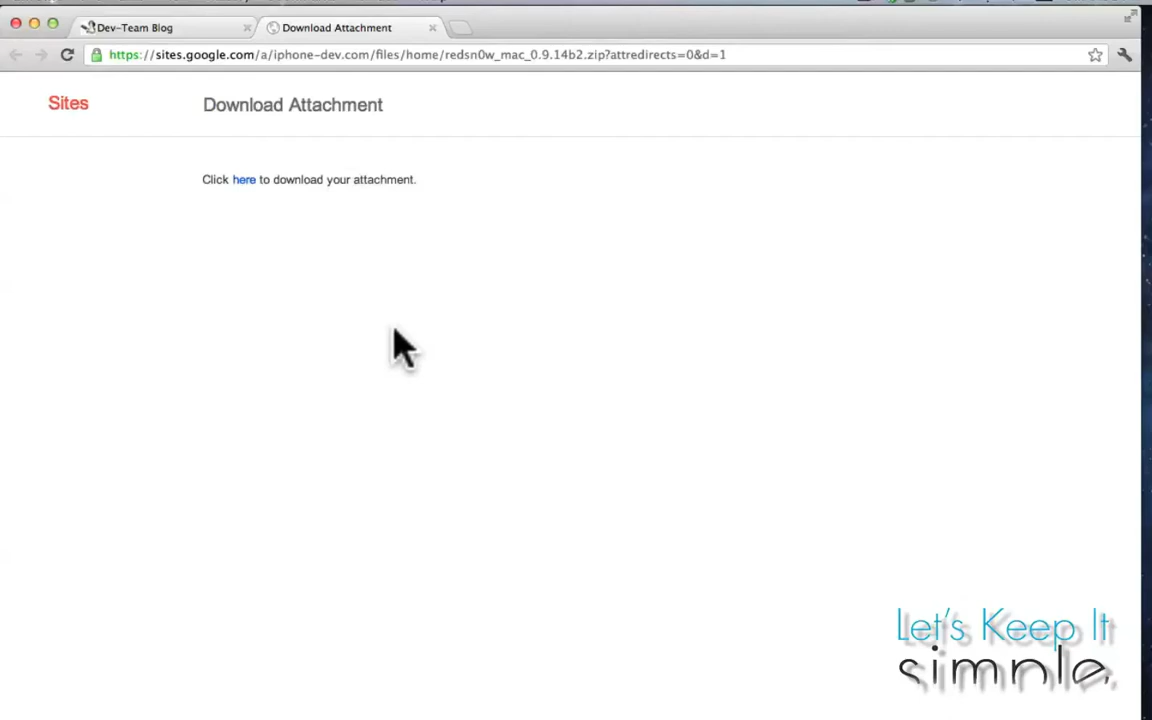 Dev-Team Blog
Download Attachment
https://sites.google.com/a/iphone-dev.com/files/home/redsn0w_mac_0.9.14b2.zip?attredirects=0&d=1
Sites
Download Attachment
Click here to download your attachment.
Let's Keep It
simple.